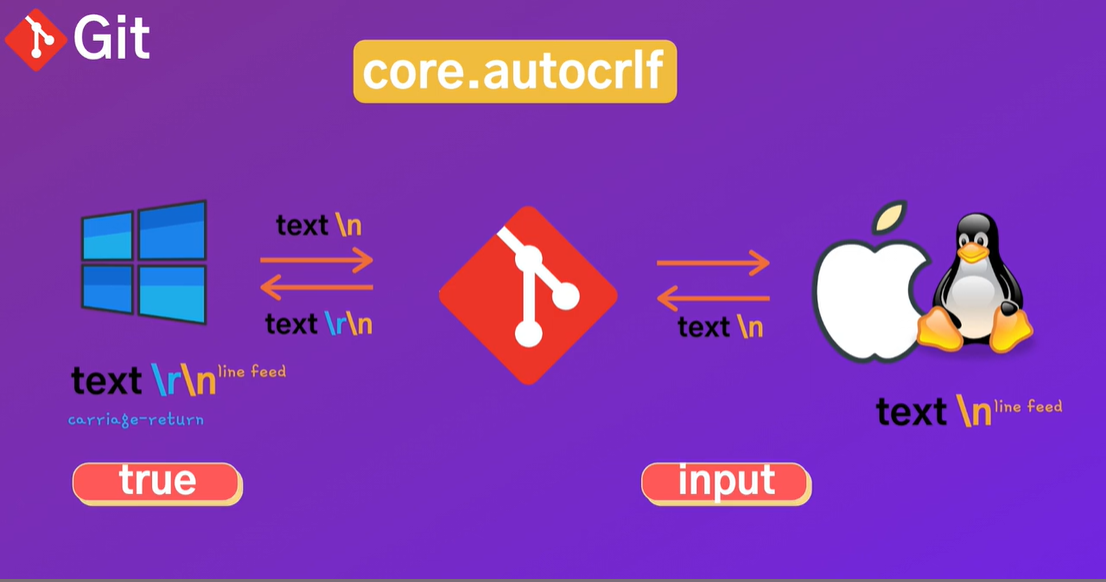 Git
core.autocrlf
text \n
text \r\n
text \n
text \r\n line feed
carriage-return
text \n line feed
true
input